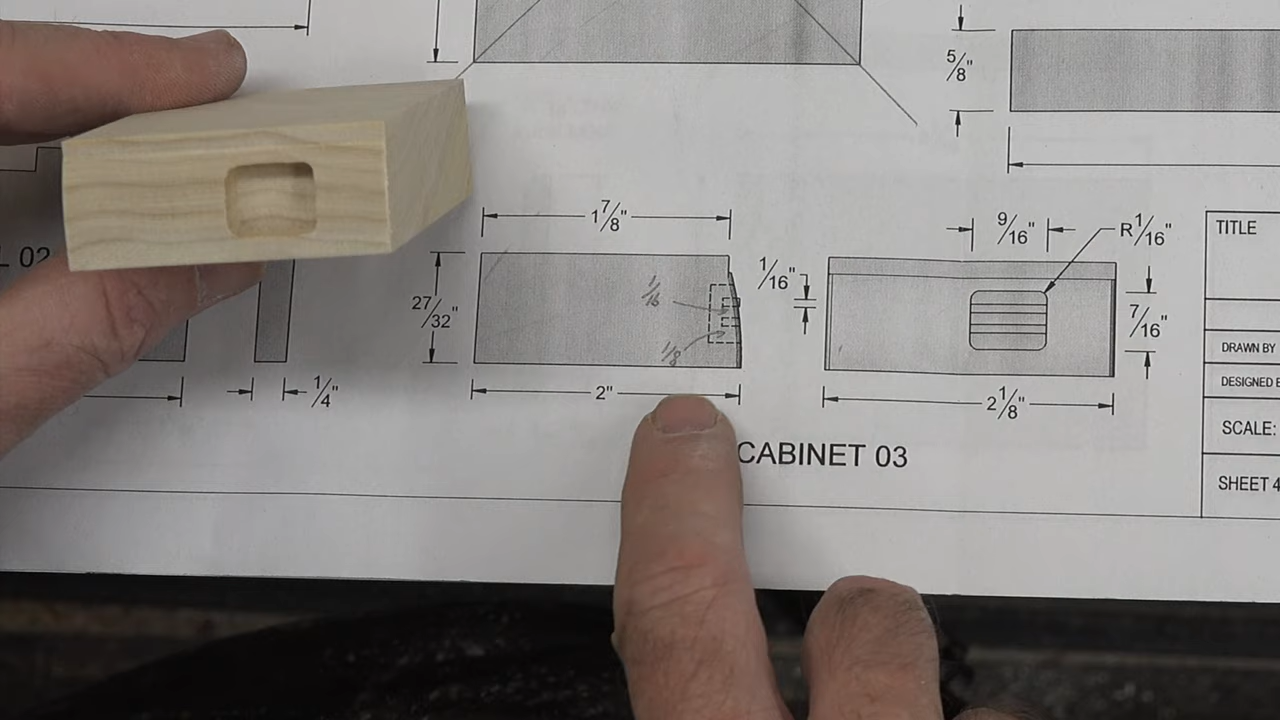 5/8"
1 7/8"
9/16"
R1/16"
TITLE
L 02
1/16
1/16"
27/32"
7/16"
1/8
DRAWN BY
1/4"
2"
2 1/8"
DESIGNED B
SCALE:
CABINET 03
SHEET 4